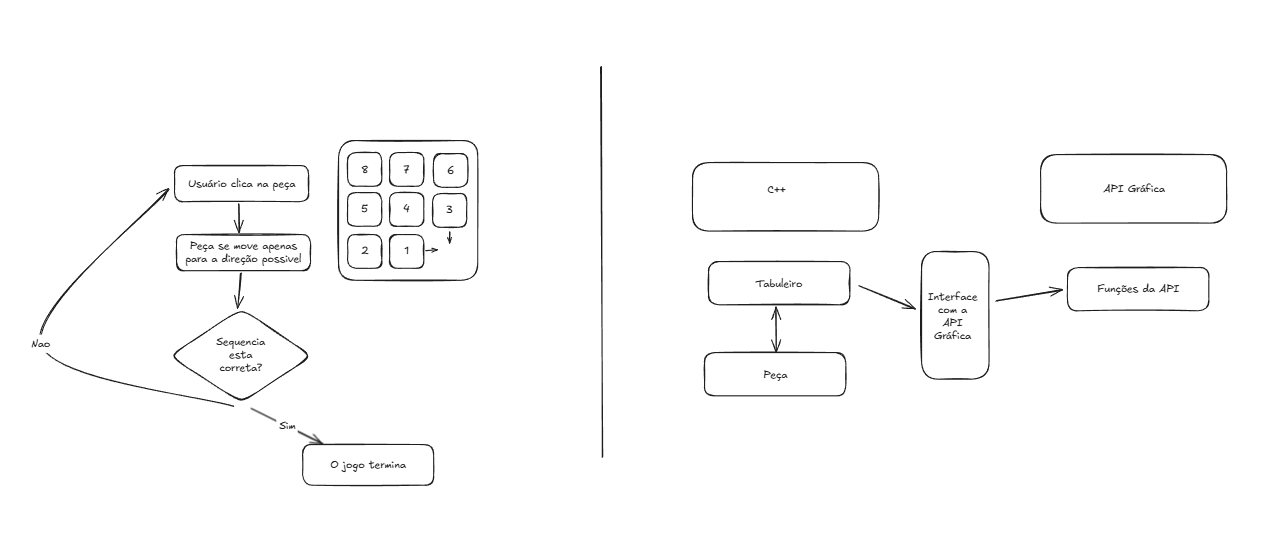 Usuário clica na peça
Peça se move apenas
para a direção possivel
Sequencia
esta
correta?
Nao
Sim
O jogo termina
8 7 6
5 4 3
2 1
C++
API Gráfica
Tabuleiro
Peça
Interface
com a
API
Gráfica
Funções da API